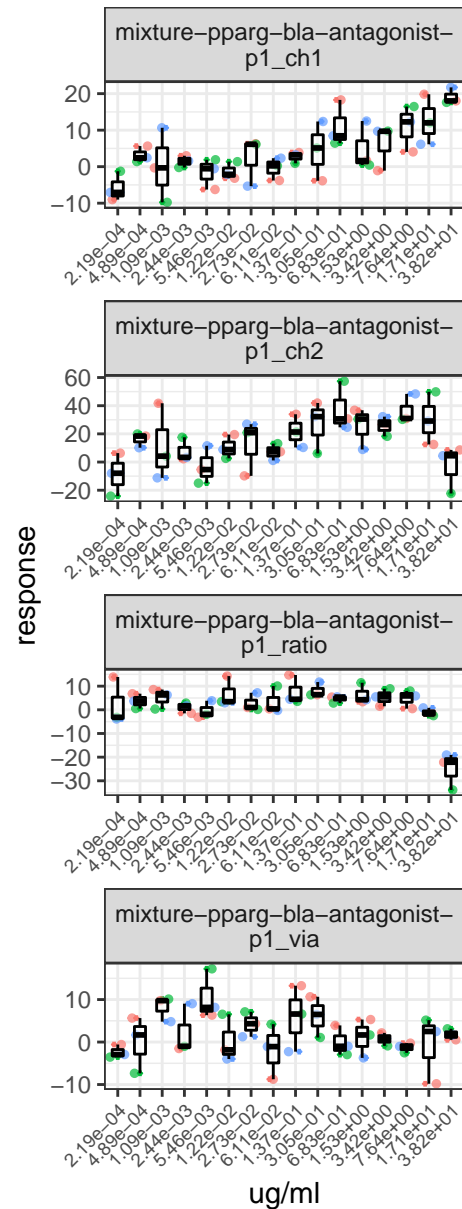 mixture−pparg−bla−antagonist−
p1_ch1
20
10
0
−10
2.19e−04
4.89e−04
1.09e−03
2.44e−03
5.46e−03
1.22e−02
2.73e−02
6.11e−02
1.37e−01
3.05e−01
6.83e−01
1.53e+00
3.42e+00
7.64e+00
1.71e+01
3.82e+01
mixture−pparg−bla−antagonist−
p1_ch2
60
40
20
0
−20
2.19e−04
4.89e−04
1.09e−03
2.44e−03
5.46e−03
1.22e−02
2.73e−02
6.11e−02
1.37e−01
3.05e−01
6.83e−01
1.53e+00
3.42e+00
7.64e+00
1.71e+01
3.82e+01
response
mixture−pparg−bla−antagonist−
p1_ratio
10
0
−10
−20
−30
2.19e−04
4.89e−04
1.09e−03
2.44e−03
5.46e−03
1.22e−02
2.73e−02
6.11e−02
1.37e−01
3.05e−01
6.83e−01
1.53e+00
3.42e+00
7.64e+00
1.71e+01
3.82e+01
mixture−pparg−bla−antagonist−
p1_via
10
0
−10
2.19e−04
4.89e−04
1.09e−03
2.44e−03
5.46e−03
1.22e−02
2.73e−02
6.11e−02
1.37e−01
3.05e−01
6.83e−01
1.53e+00
3.42e+00
7.64e+00
1.71e+01
3.82e+01
ug/ml